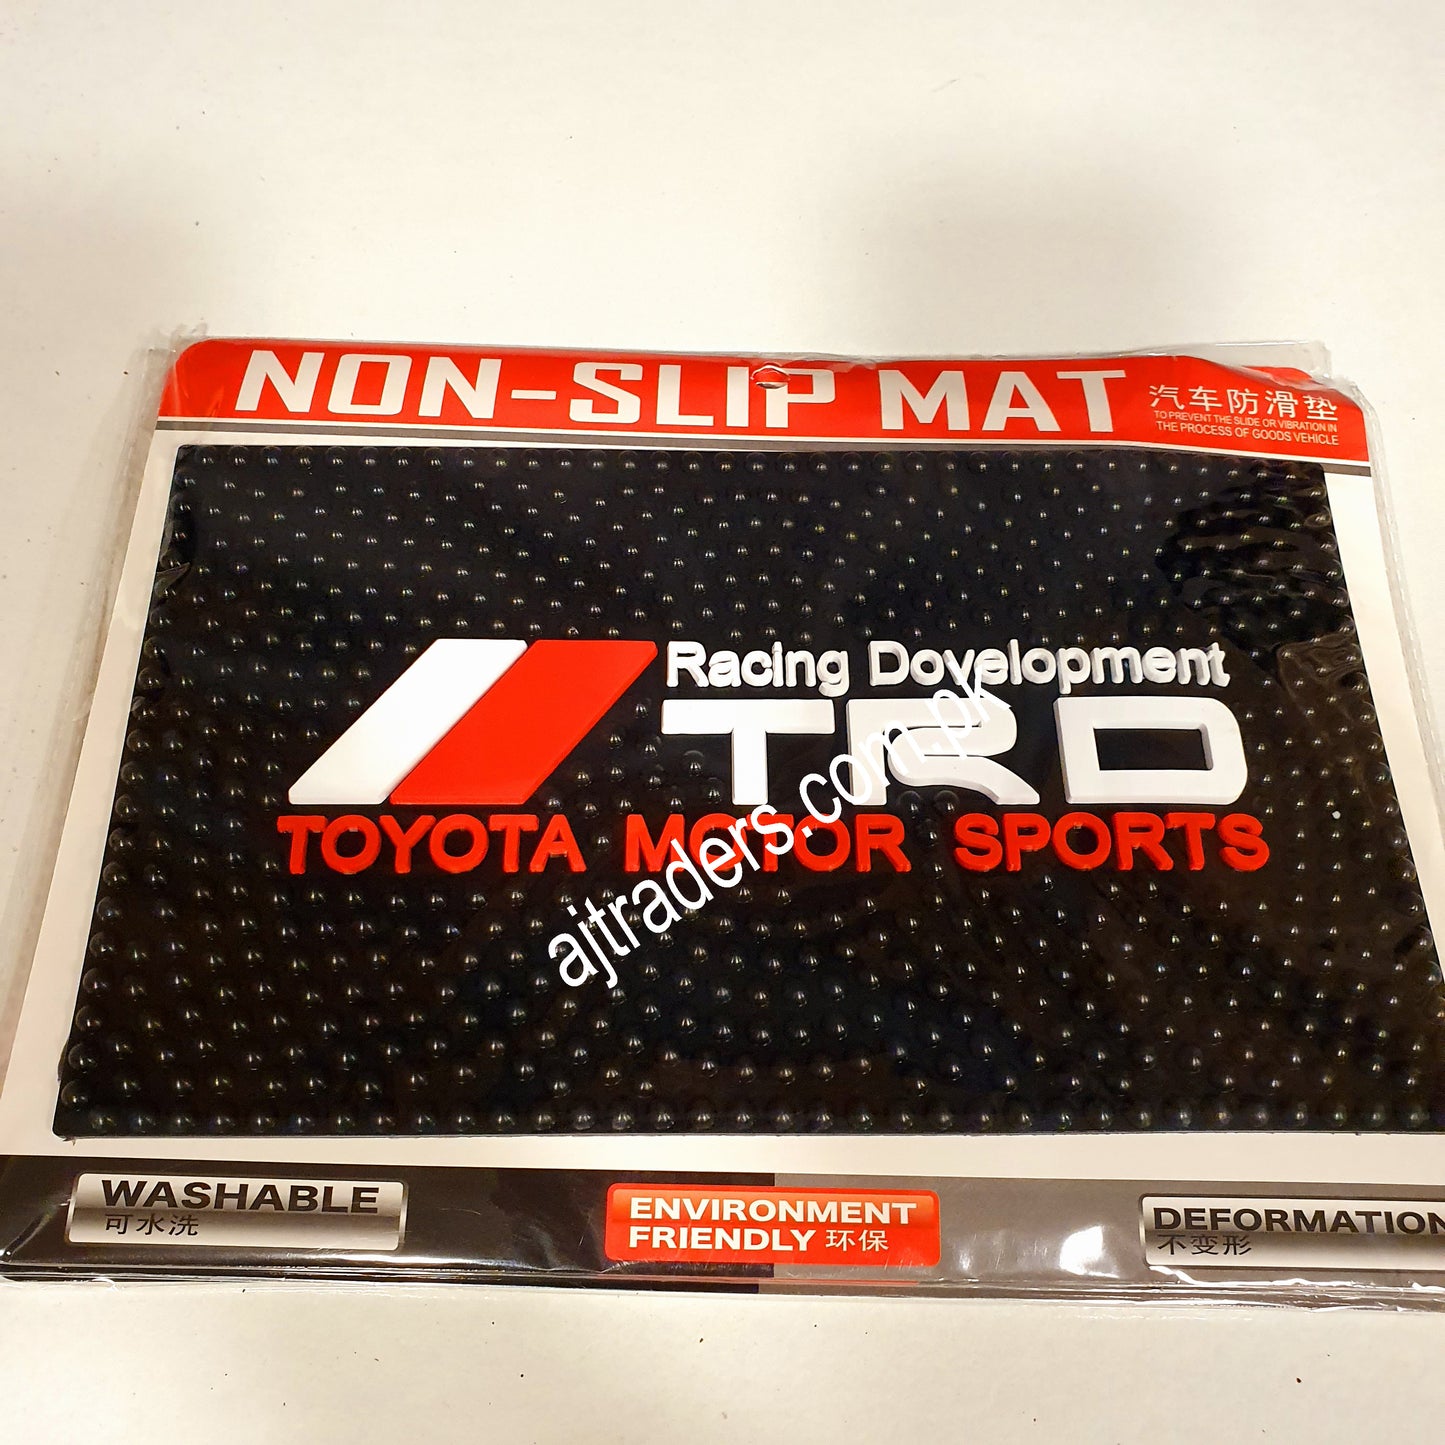 NON-SLIP MAT
汽车防滑垫
TO PREVENT THE SLIDE OR VIBRATION IN
THE PROCESS OF GOODS VEHICLE
Racing Dovelopment
TRD
TOYOTA MOTOR SPORTS
ajtraders.com.pk
WASHABLE
可水洗
ENVIRONMENT
FRIENDLY 环保
DEFORMATION
不变形